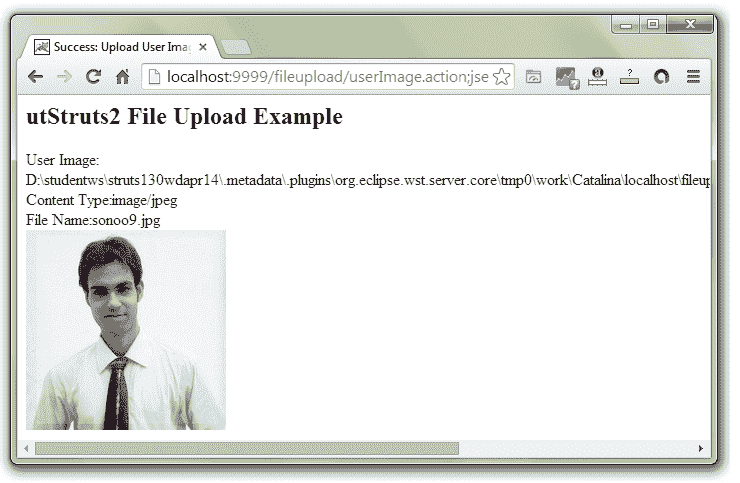 Success: Upload User Ima
localhost:9999/fileupload/userImage.action;jse
utStruts2 File Upload Example
User Image:
D:\studentws\struts130wdapr14\.metadata\.plugins\org.eclipse.wst.server.core\tmp0\work\Catalina\localhost\fileup
Content Type:image/jpeg
File Name:sonoo9.jpg